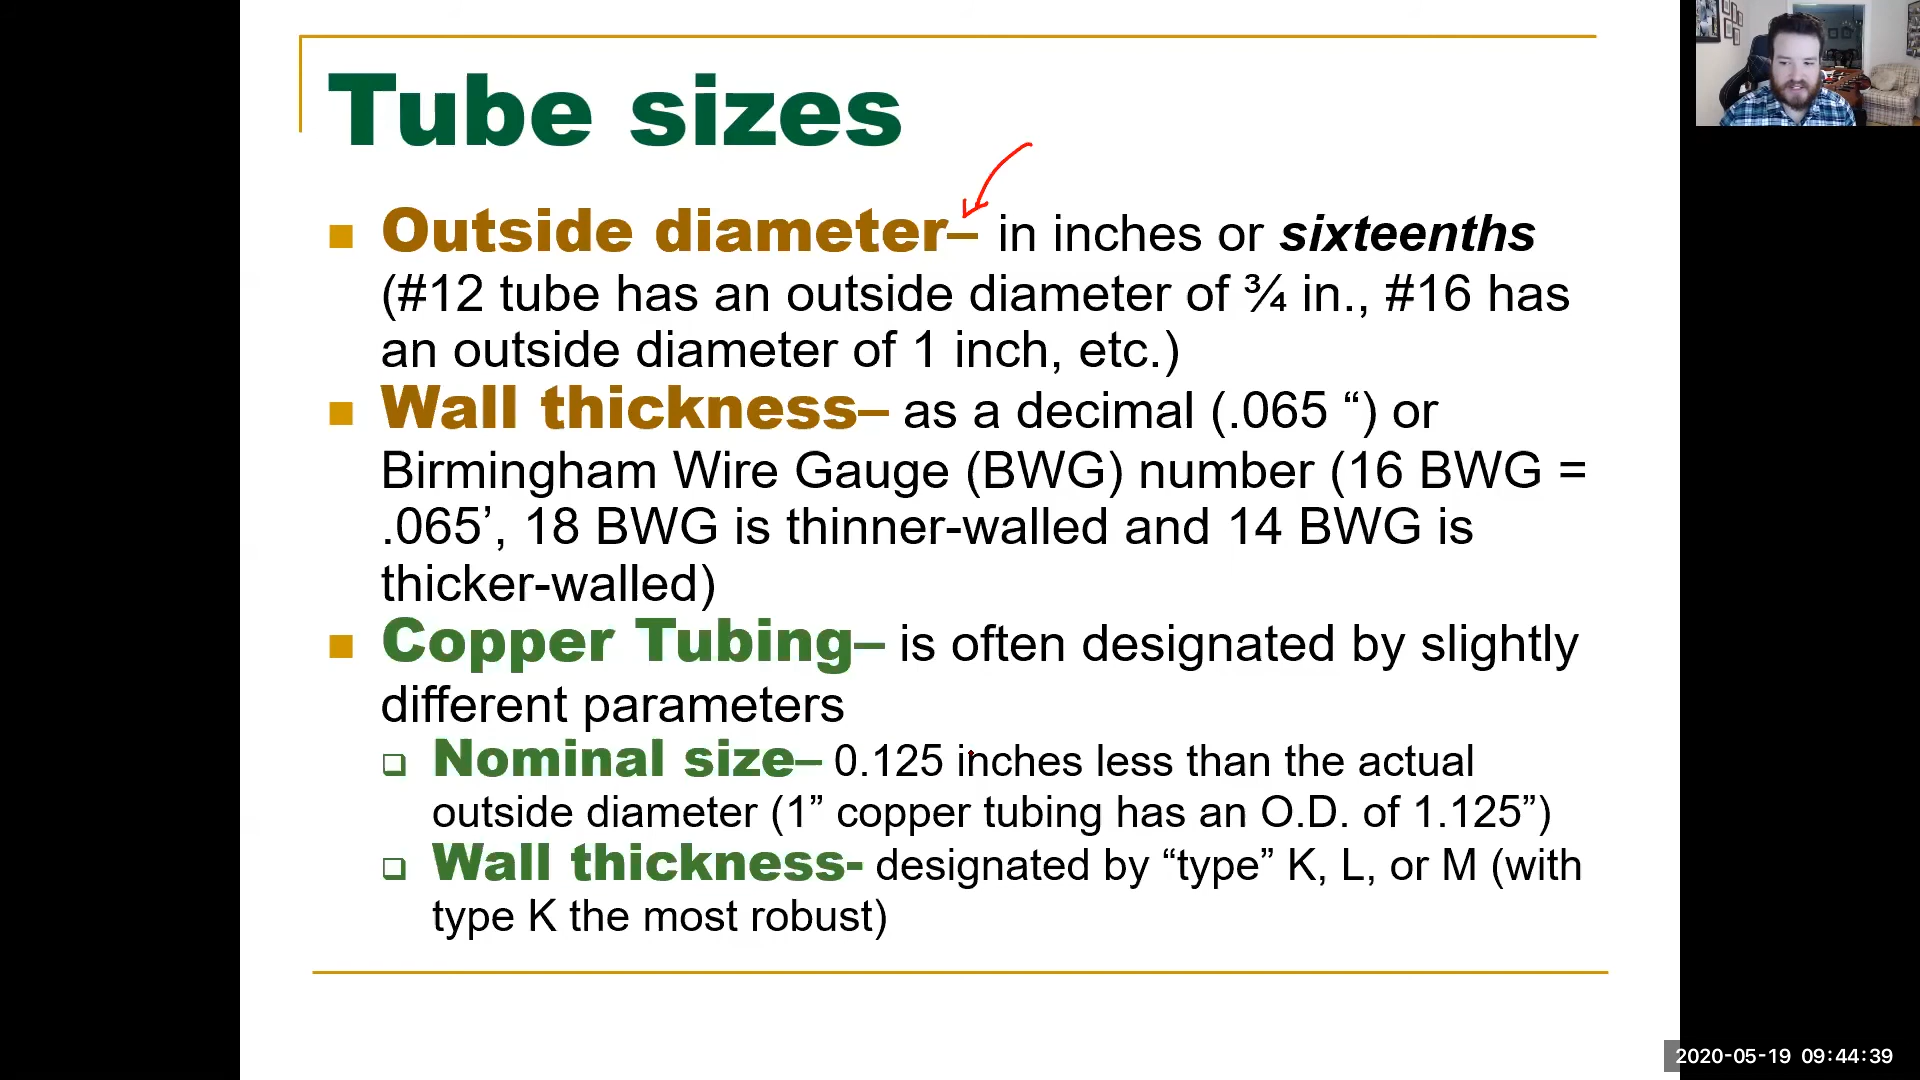 Tube sizes
Outside diameter– in inches or sixteenths
(#12 tube has an outside diameter of ¾ in., #16 has
an outside diameter of 1 inch, etc.)
Wall thickness– as a decimal (.065 “) or
Birmingham Wire Gauge (BWG) number (16 BWG =
.065’, 18 BWG is thinner-walled and 14 BWG is
thicker-walled)
Copper Tubing– is often designated by slightly
different parameters
Nominal size– 0.125 inches less than the actual
outside diameter (1” copper tubing has an O.D. of 1.125”)
Wall thickness- designated by “type” K, L, or M (with
type K the most robust)
2020-05-19 09:44:39